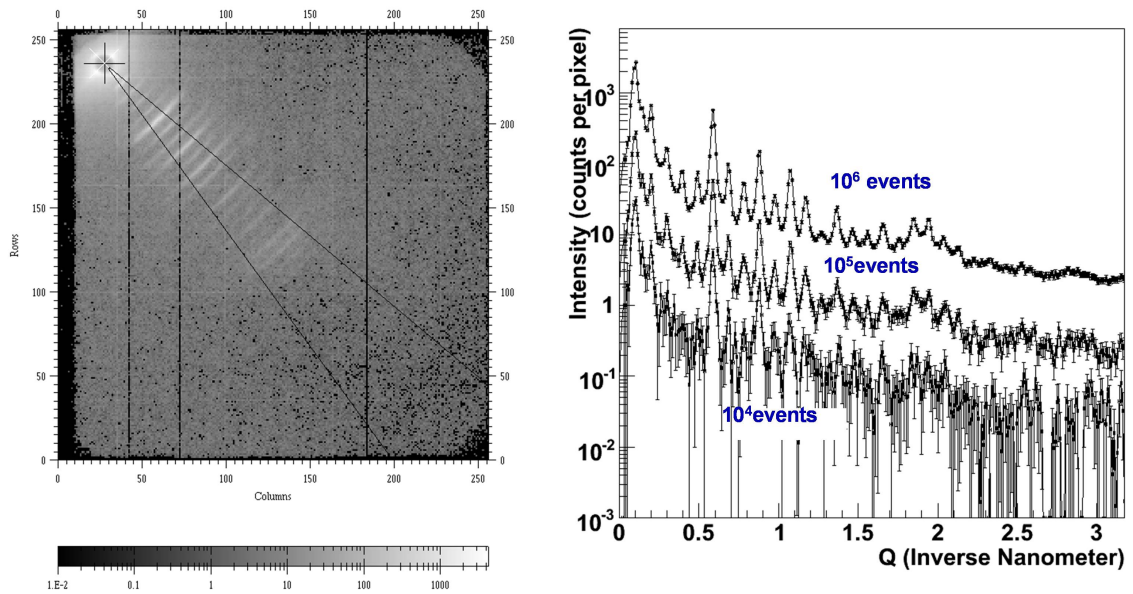 0 50 100 150 200 250
250 250
200 200
150 150
100 100
50 50
0 0
0 50 100 150 200 250
Rows
Columns
1.E-2 0.1 1 10 100 1000
Intensity (counts per pixel)
10³
10²
10
1
10⁻¹
10⁻²
10⁻³
10⁶ events
10⁵events
10⁴events
0 0.5 1 1.5 2 2.5 3
Q (Inverse Nanometer)